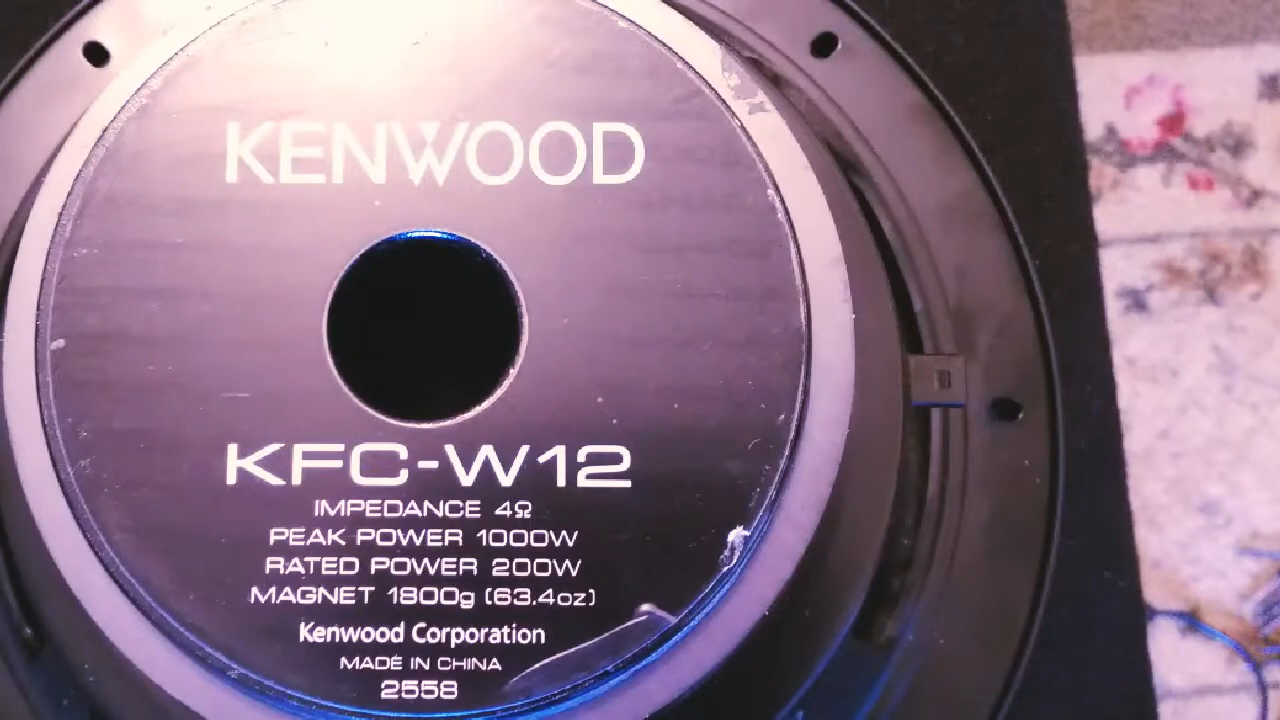 KENWOOD
KFC-W12
IMPEDANCE 4Ω
PEAK POWER 1000W
RATED POWER 200W
MAGNET 1800g (63.4oz)
Kenwood Corporation
MADE IN CHINA
2558